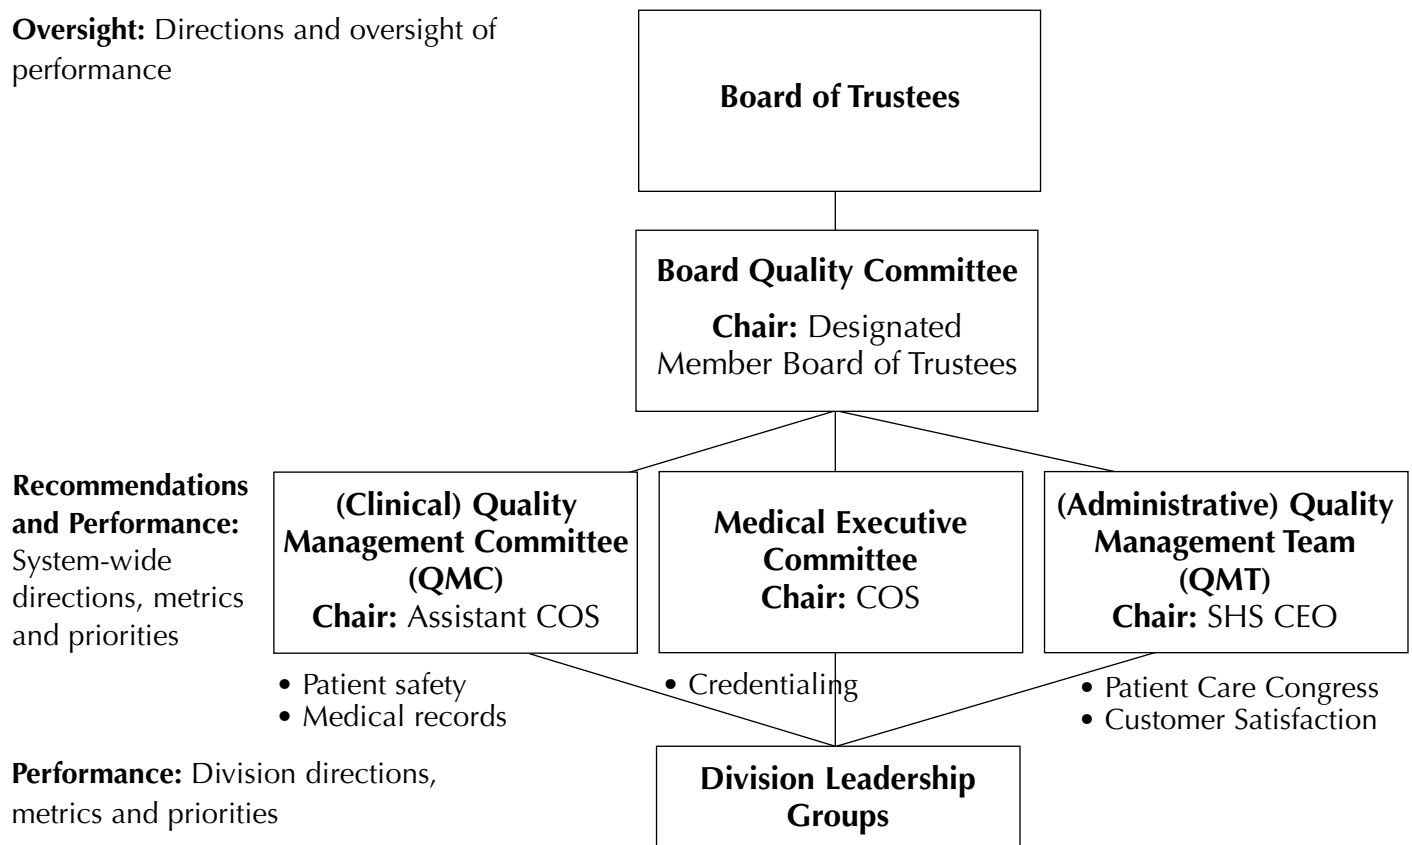 Oversight: Directions and oversight of
performance
Board of Trustees
Board Quality Committee
Chair: Designated
Member Board of Trustees
Recommendations
and Performance:
System-wide
directions, metrics
and priorities
(Clinical) Quality
Management Committee
(QMC)
Chair: Assistant COS
Medical Executive
Committee
Chair: COS
(Administrative) Quality
Management Team
(QMT)
Chair: SHS CEO
• Patient safety
• Medical records
• Credentialing
• Patient Care Congress
• Customer Satisfaction
Performance: Division directions,
metrics and priorities
Division Leadership
Groups